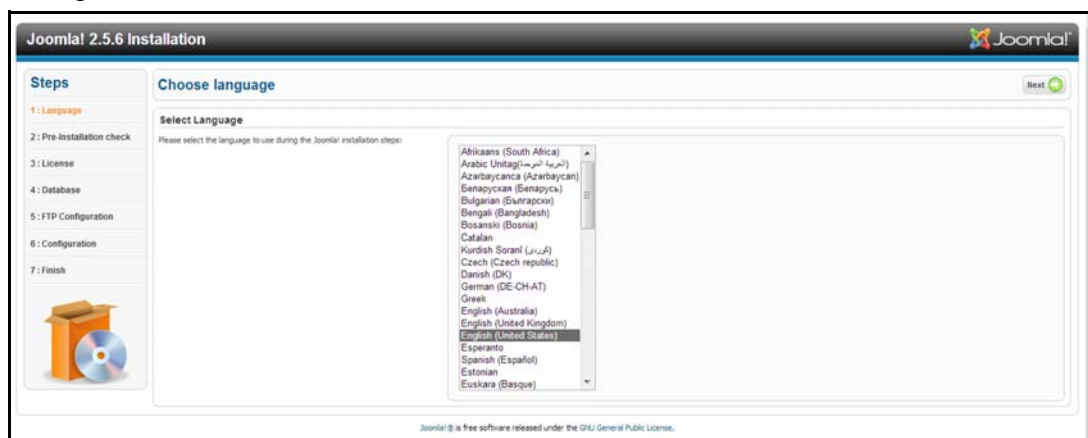 Joomla! 2.5.6 Installation
Joomla!
Steps
1 : Language
2 : Pre-Installation check
3 : License
4 : Database
5 : FTP Configuration
6 : Configuration
7 : Finish
Choose language
Next
Select Language
Please select the language to use during the Joomla! installation steps:
Afrikaans (South Africa)
Arabic Unitag(العربية الموحدة)
Azərbaycanca (Azərbaycan)
Беларуская (Беларусь)
Bulgarian (Български)
Bengali (Bangladesh)
Bosanski (Bosnia)
Catalan
Kurdish Soranî (کوردى)
Czech (Czech republic)
Danish (DK)
German (DE-CH-AT)
Greek
English (Australia)
English (United Kingdom)
English (United States)
Esperanto
Spanish (Español)
Estonian
Euskara (Basque)
Joomla! ® is free software released under the GNU General Public License.